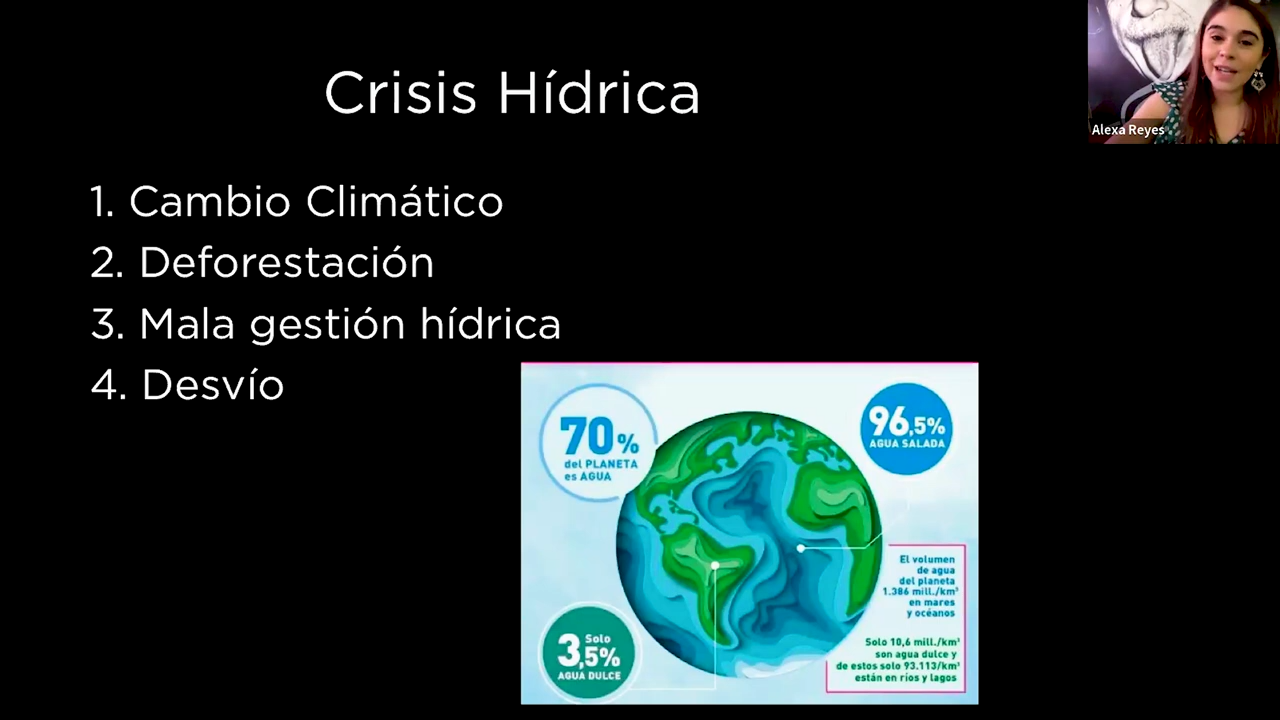 Crisis Hídrica
Alexa Reyes
1. Cambio Climático
2. Deforestación
3. Mala gestión hídrica
4. Desvío
70%
del PLANETA
es AGUA
96,5%
AGUA SALADA
El volumen
de agua
del planeta
1.386 mill./km³
en mares
y océanos
Solo 10,6 mill./km³
son agua dulce y
de estos solo 93.113/km³
están en ríos y lagos
Solo
3,5%
AGUA DULCE